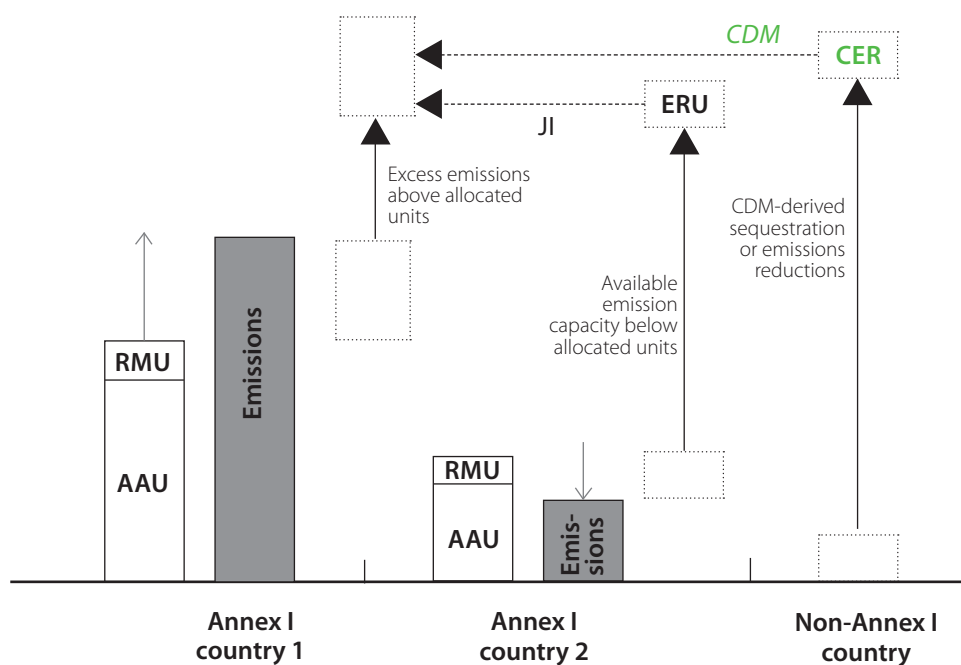 CDM
CER
ERU
JI
Excess emissions
above allocated
units
CDM-derived
sequestration
or emissions
reductions
Available
emission
capacity below
allocated units
RMU
AAU
Emissions
RMU
AAU
Emis-
sions
Annex I
country 1
Annex I
country 2
Non-Annex I
country